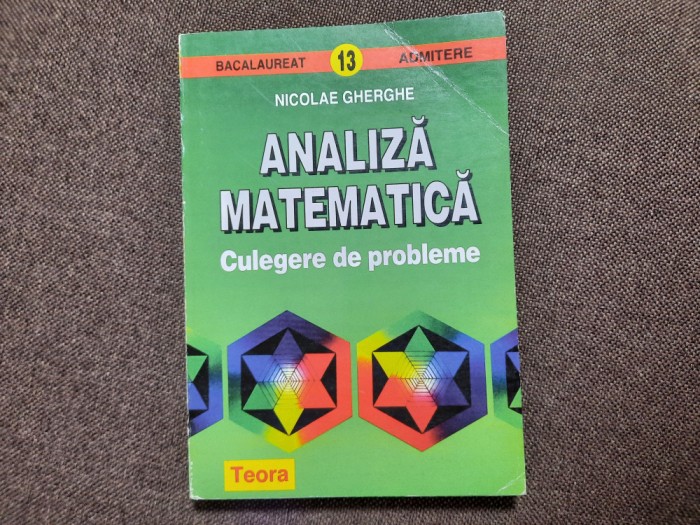 BACALAUREAT 13 ADMITERE
NICOLAE GHERGHE
ANALIZĂ
MATEMATICĂ
Culegere de probleme
Teora